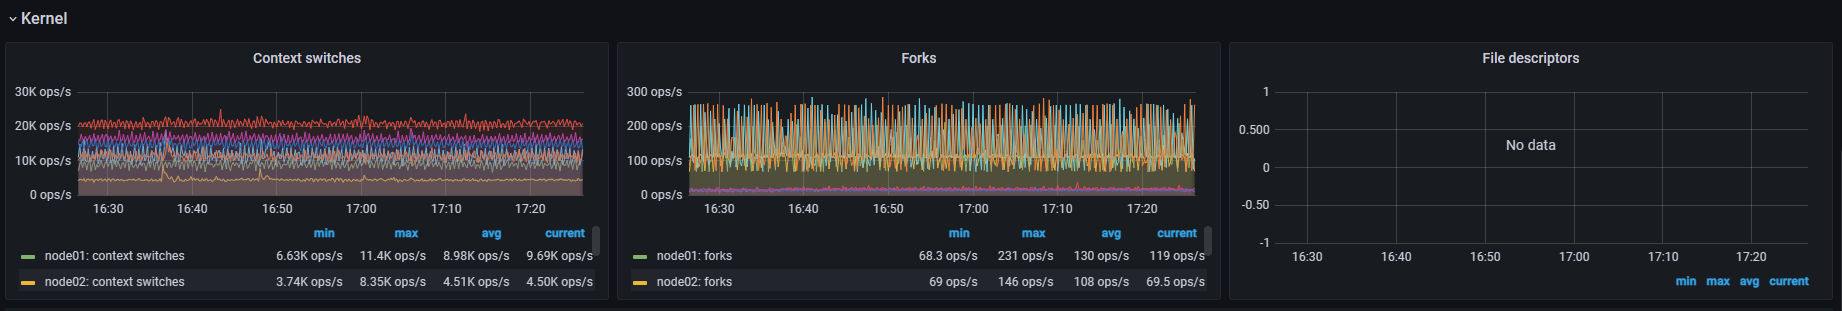 Kernel
Context switches
30K ops/s
20K ops/s
10K ops/s
0 ops/s
16:30 16:40 16:50 17:00 17:10 17:20
min max avg current
node01: context switches 6.63K ops/s 11.4K ops/s 8.98K ops/s 9.69K ops/s
node02: context switches 3.74K ops/s 8.35K ops/s 4.51K ops/s 4.50K ops/s
Forks
300 ops/s
200 ops/s
100 ops/s
0 ops/s
16:30 16:40 16:50 17:00 17:10 17:20
min max avg current
node01: forks 68.3 ops/s 231 ops/s 130 ops/s 119 ops/s
node02: forks 69 ops/s 146 ops/s 108 ops/s 69.5 ops/s
File descriptors
1
0.500
0
-0.50
-1
No data
16:30 16:40 16:50 17:00 17:10 17:20
min max avg current